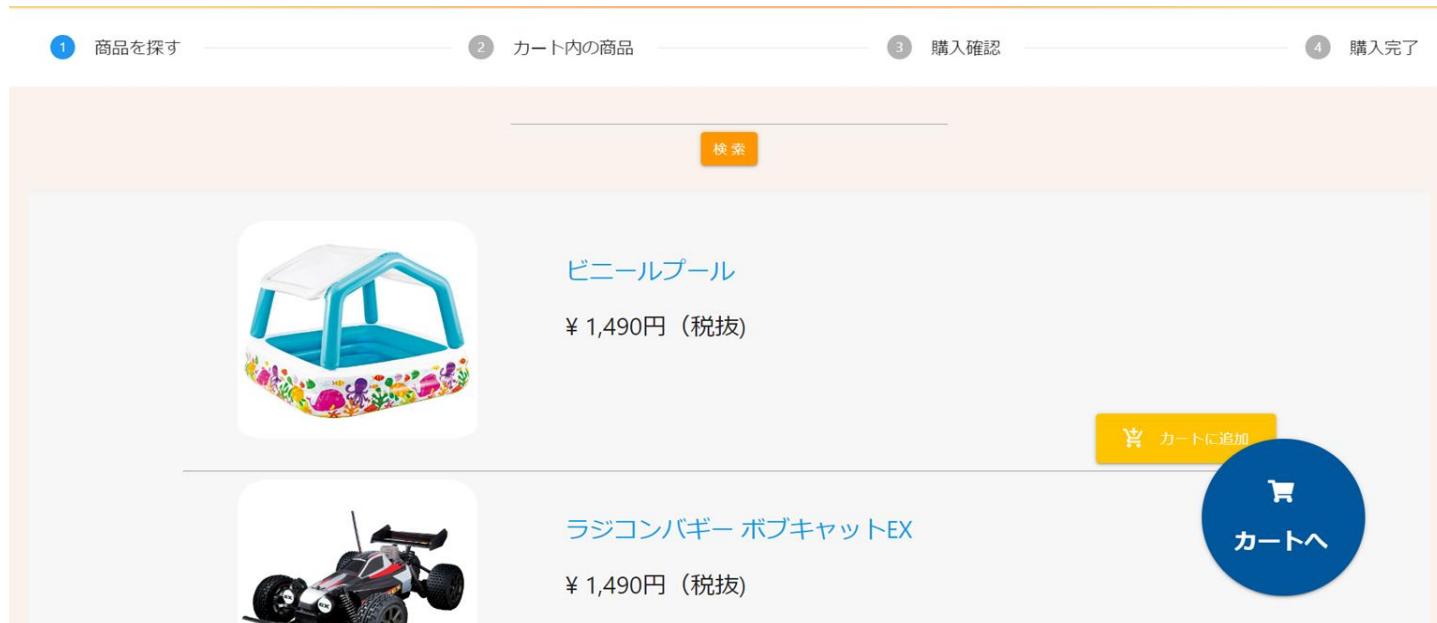 1 商品を探す 2 カート内の商品 3 購入確認 4 購入完了
検索
ビニールプール
¥ 1,490円（税抜)
カートに追加
カートへ
ラジコンバギー ボブキャットEX
¥ 1,490円（税抜)